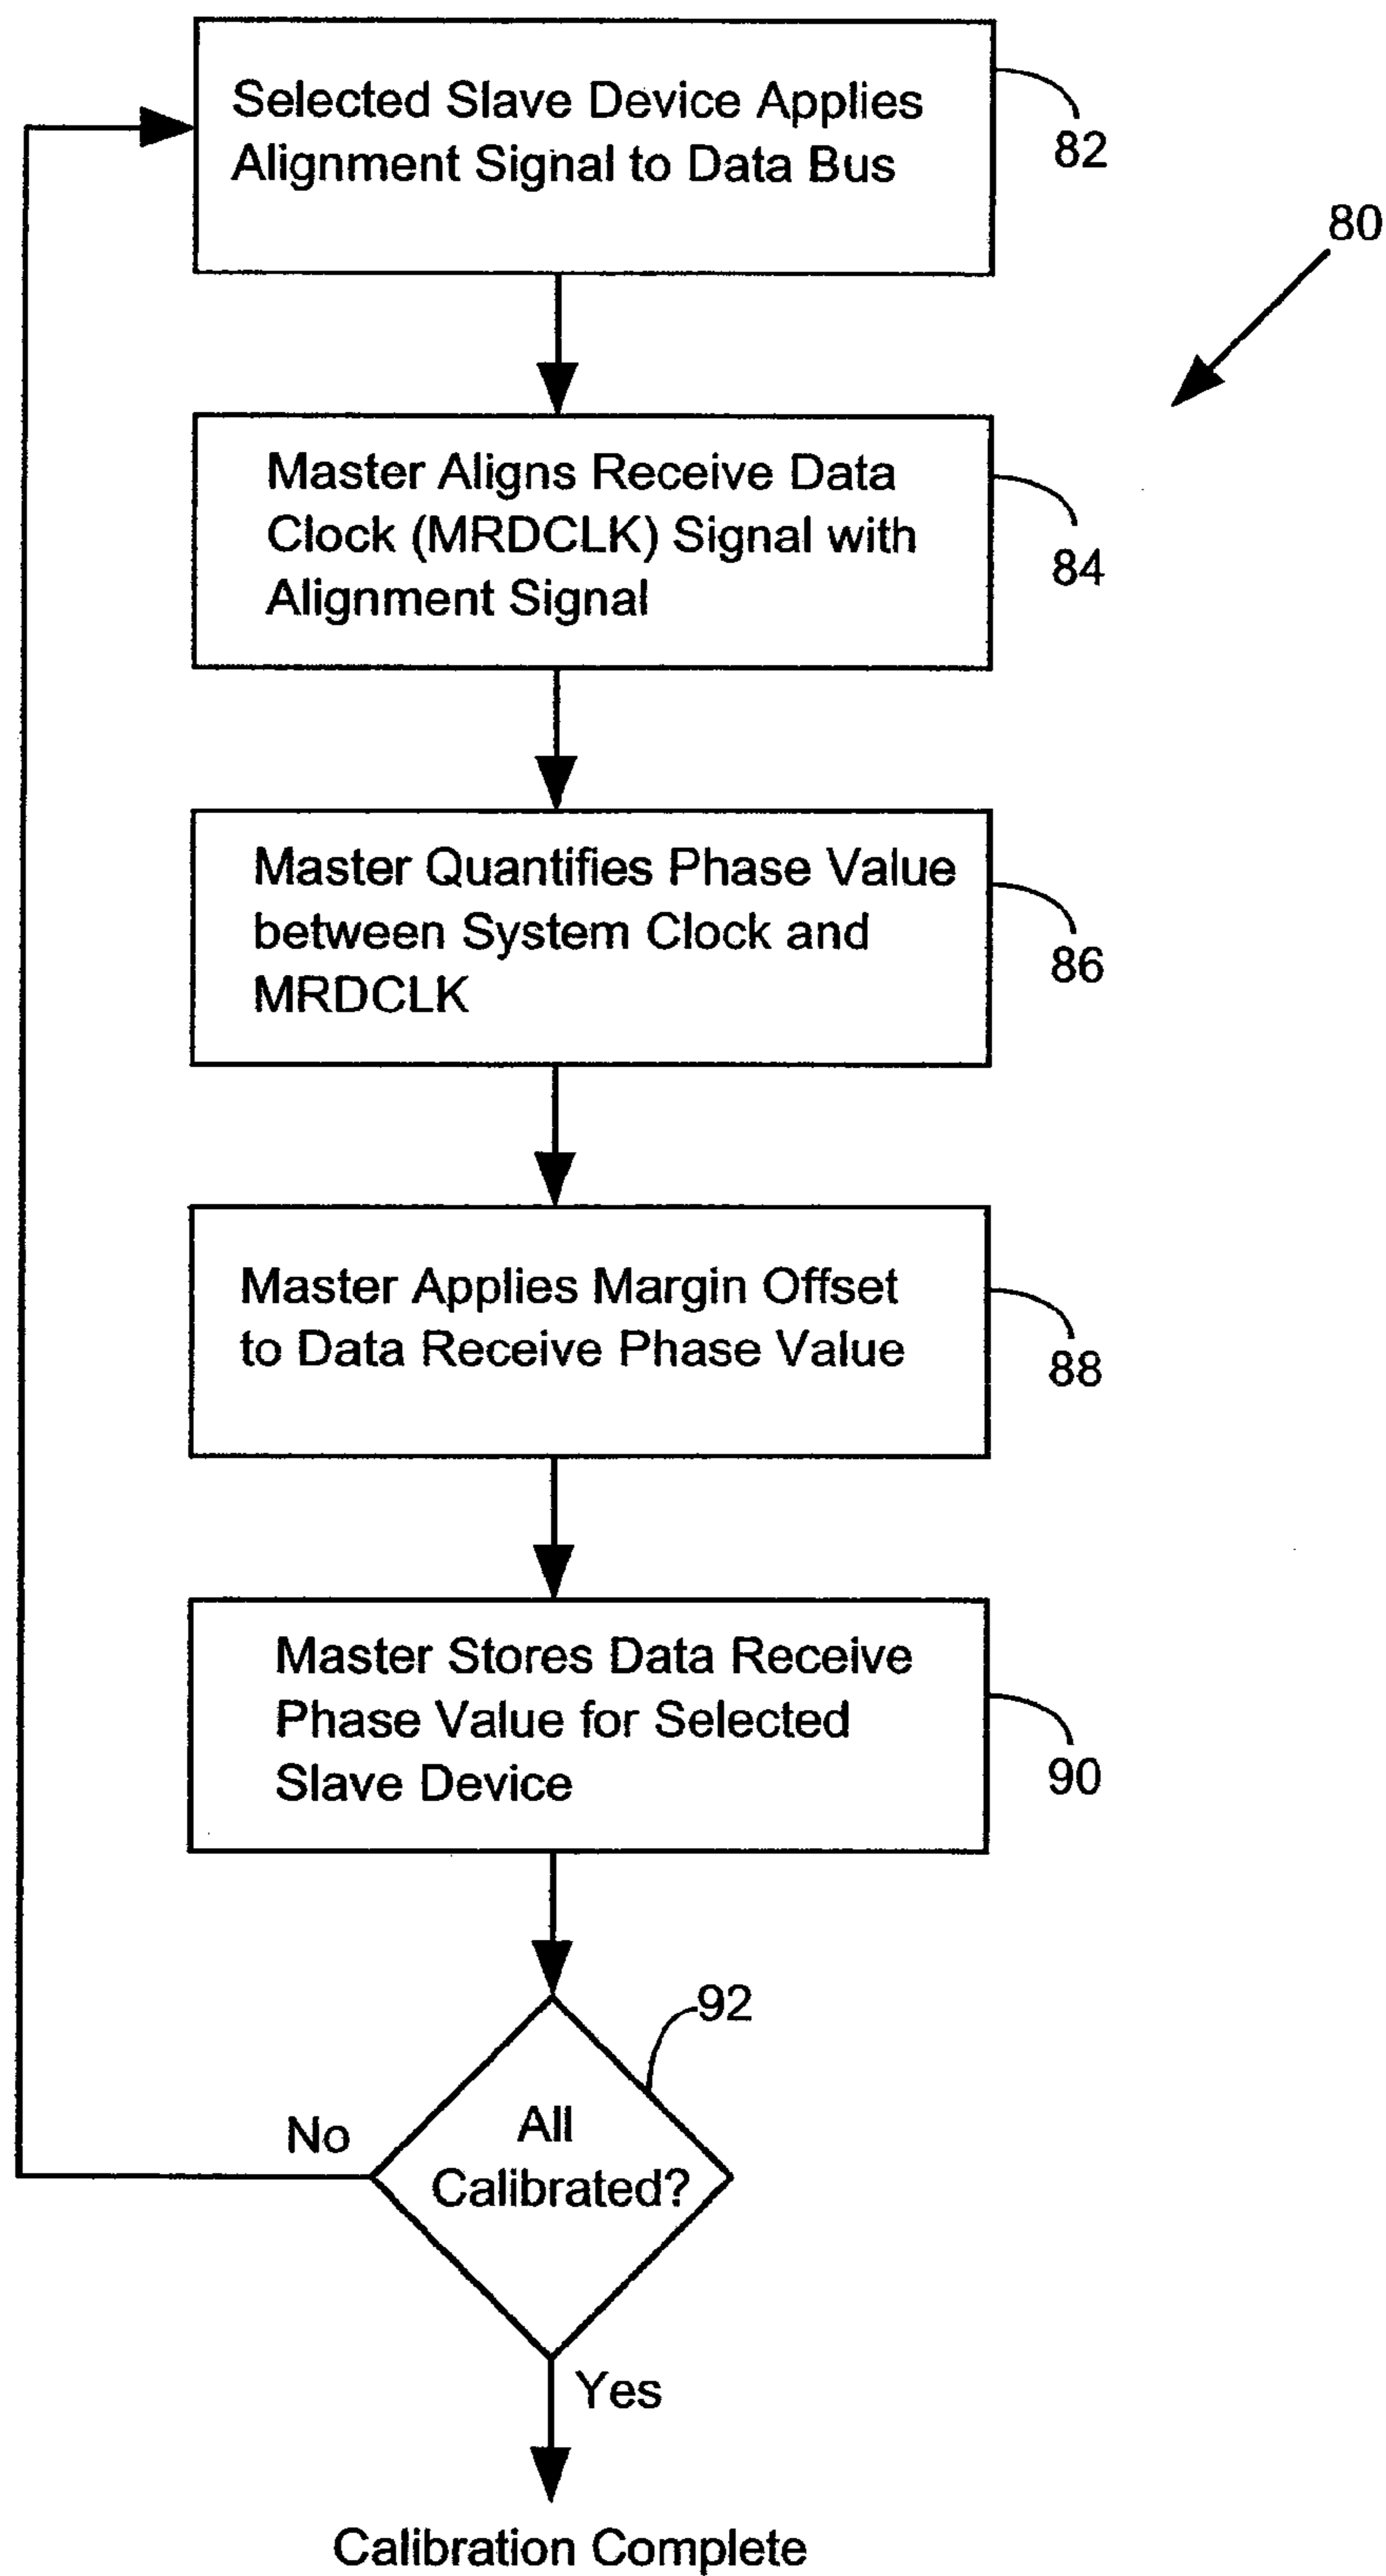 Selected Slave Device Applies
Alignment Signal to Data Bus
82
80
Master Aligns Receive Data
Clock (MRDCLK) Signal with
Alignment Signal
84
Master Quantifies Phase Value
between System Clock and
MRDCLK
86
Master Applies Margin Offset
to Data Receive Phase Value
88
Master Stores Data Receive
Phase Value for Selected
Slave Device
90
92
All
Calibrated?
No
Yes
Calibration Complete